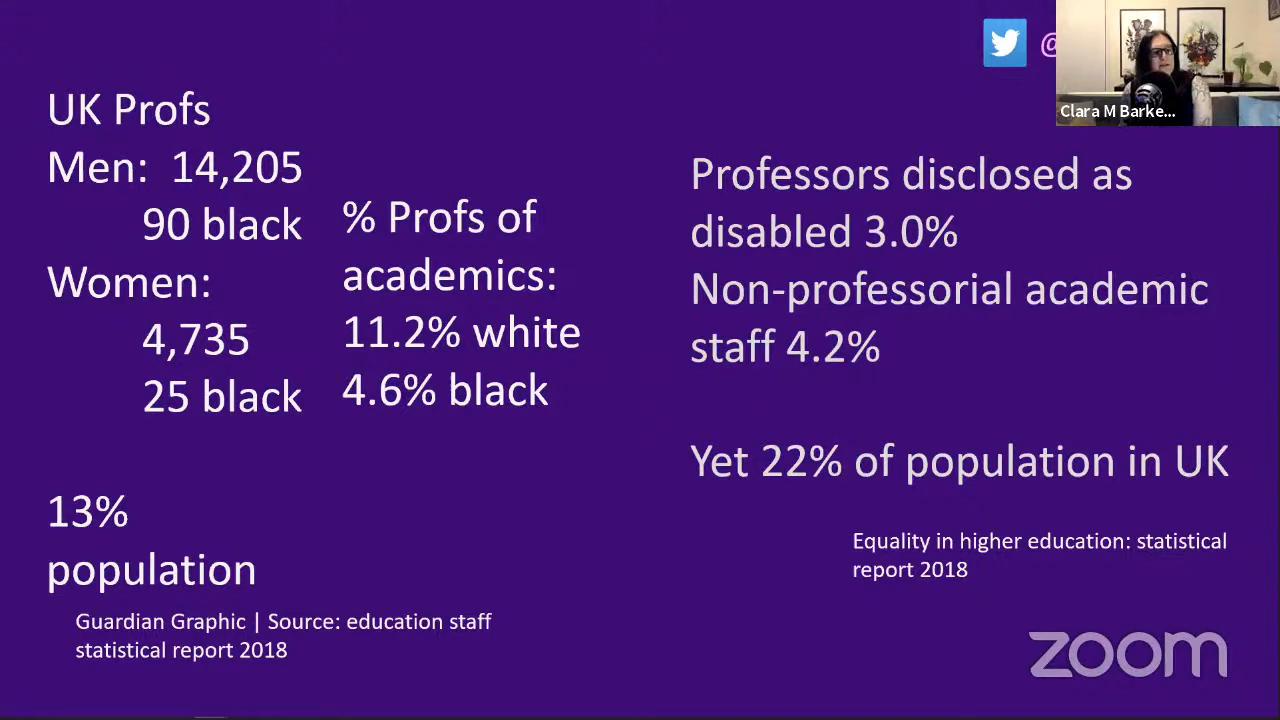 @
Clara M Barke...
UK Profs
Men: 14,205
90 black
Women:
4,735
25 black
% Profs of
academics:
11.2% white
4.6% black
13%
population
Guardian Graphic | Source: education staff
statistical report 2018
Professors disclosed as
disabled 3.0%
Non-professorial academic
staff 4.2%
Yet 22% of population in UK
Equality in higher education: statistical
report 2018
zoom